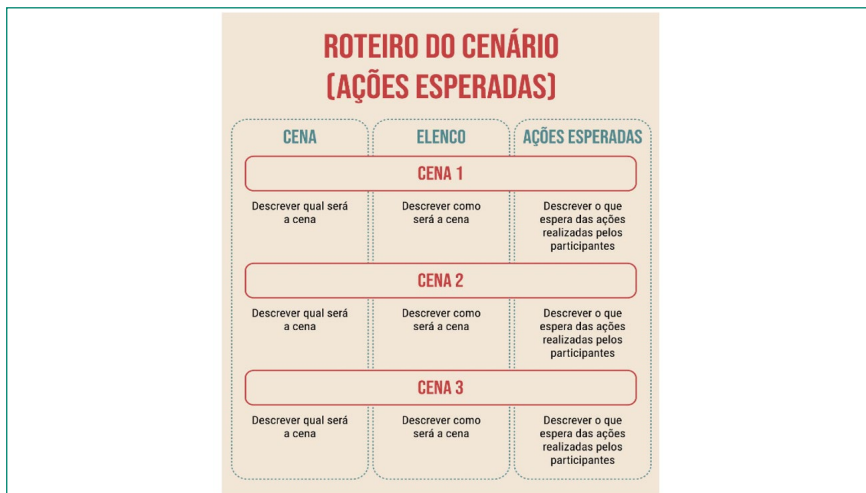 ROTEIRO DO CENÁRIO
(AÇÕES ESPERADAS)
CENA
ELENCO
AÇÕES ESPERADAS
CENA 1
Descrever qual será
a cena
Descrever como
será a cena
Descrever o que
espera das ações
realizadas pelos
participantes
CENA 2
Descrever qual será
a cena
Descrever como
será a cena
Descrever o que
espera das ações
realizadas pelos
participantes
CENA 3
Descrever qual será
a cena
Descrever como
será a cena
Descrever o que
espera das ações
realizadas pelos
participantes